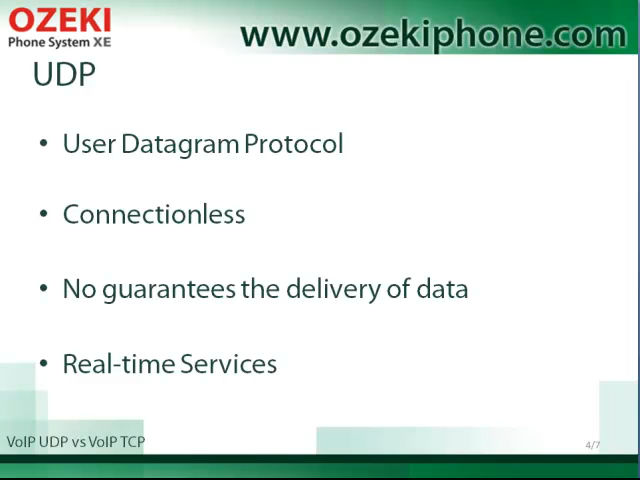 OZEKI
Phone System XE
www.ozekiphone.com
UDP
• User Datagram Protocol
• Connectionless
• No guarantees the delivery of data
• Real-time Services
VoIP UDP vs VoIP TCP
4/7